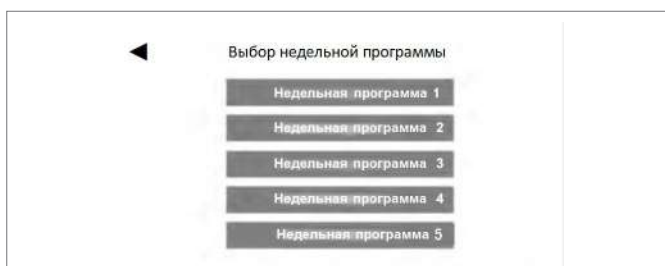 Выбор недельной программы
Недельная программа 1
Недельная программа 2
Недельная программа 3
Недельная программа 4
Недельная программа 5